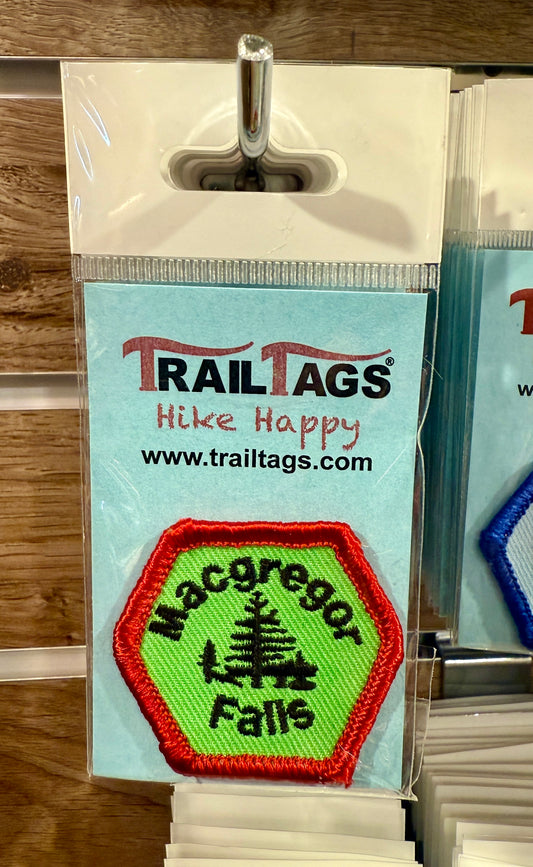 TRAILTAGS®
Hike Happy
www.trailtags.com
Macgregor
Falls